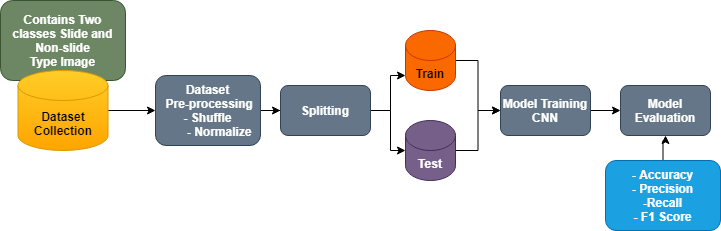 Contains Two
classes Slide and
Non-slide
Type Image
Dataset
Collection
Dataset
Pre-processing
- Shuffle
- Normalize
Splitting
Train
Test
Model Training
CNN
Model
Evaluation
- Accuracy
- Precision
-Recall
- F1 Score